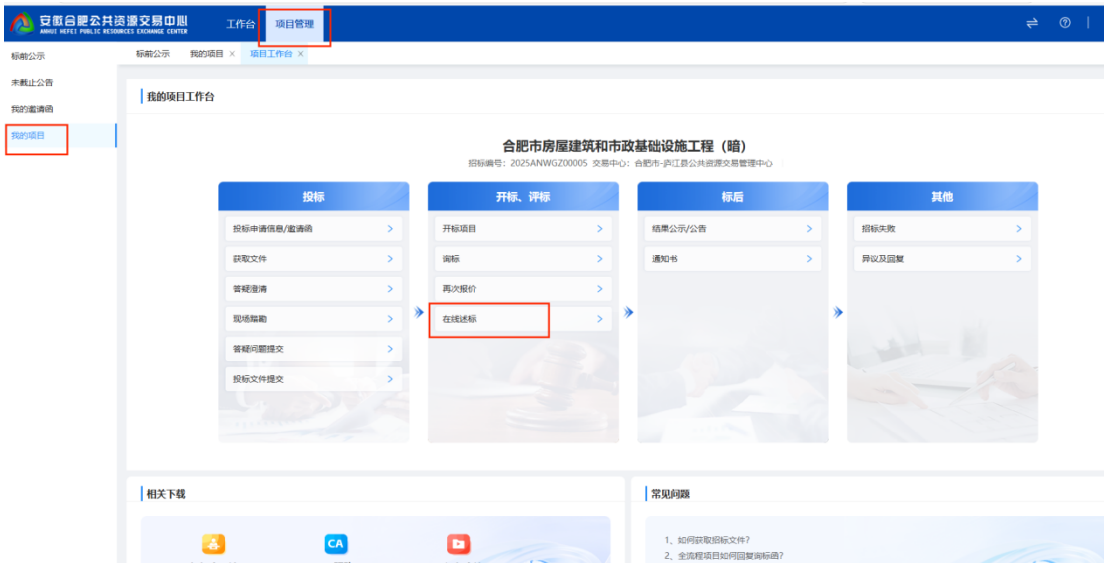 安徽合肥公共资源交易中心
ANHUI HEFEI PUBLIC RESOURCES EXCHANGE CENTER
工作台
项目管理
标前公示
未截止公告
我的邀请函
我的项目
标前公示
我的项目 ×
项目工作台 ×
我的项目工作台
合肥市房屋建筑和市政基础设施工程（暗）
招标编号：2025ANWGZ00005 交易中心：合肥市-庐江县公共资源交易管理中心
投标
投标申请信息/邀请函
获取文件
答疑澄清
现场踏勘
答疑问题提交
投标文件提交
开标、评标
开标项目
询标
再次报价
在线述标
标后
结果公示/公告
通知书
其他
招标失败
异议及回复
相关下载
CA
常见问题
1、如何获取招标文件？
2、全流程项目如何回复询标函？